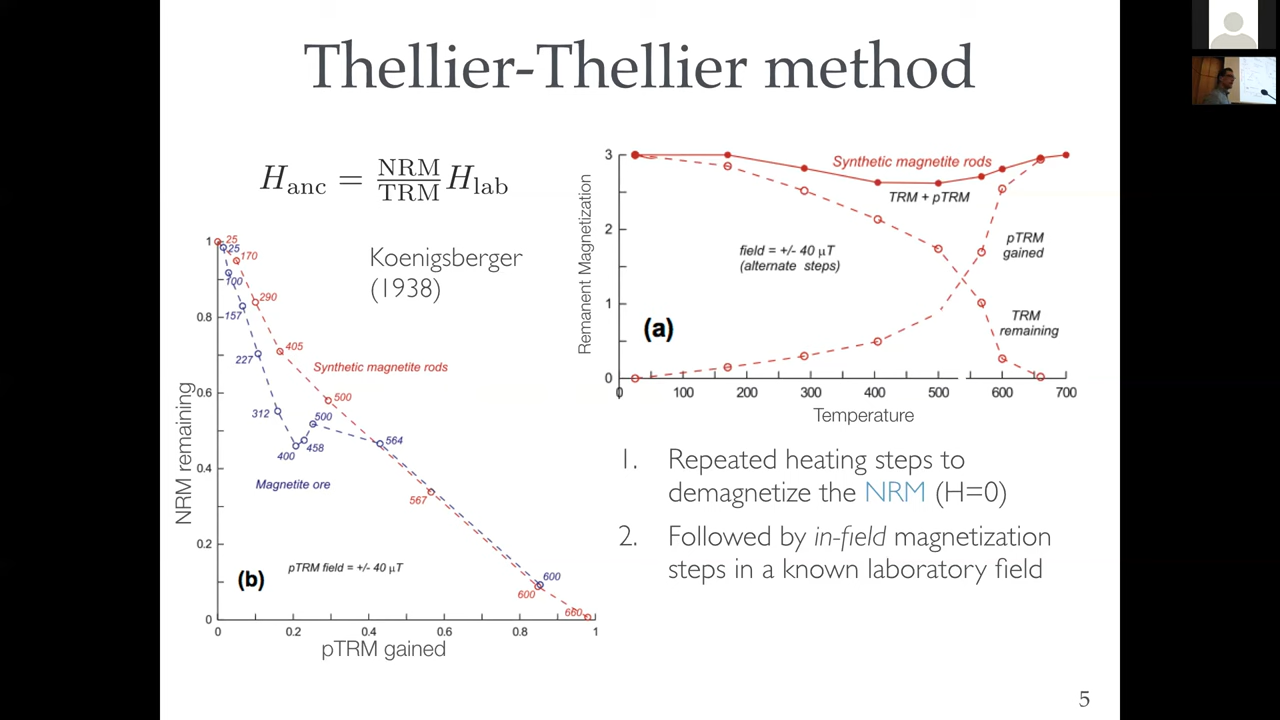 Thellier-Thellier method
H_anc = NRM/TRM H_lab
Koenigsberger
(1938)
NRM remaining
1
0.8
0.6
0.4
0.2
0
25
25
170
100
290
157
405
227
Synthetic magnetite rods
500
312
500
458
400
564
Magnetite ore
567
pTRM field = +/- 40 µT
(b)
600
600
660
0
0.2
0.4
0.6
0.8
1
pTRM gained
Remanent Magnetization
3
2
1
0
Synthetic magnetite rods
TRM + pTRM
field = +/- 40 µT
(alternate steps)
pTRM
gained
(a)
TRM
remaining
0
100
200
300
400
500
600
700
Temperature
1. Repeated heating steps to
demagnetize the NRM (H=0)
2. Followed by in-field magnetization
steps in a known laboratory field
5